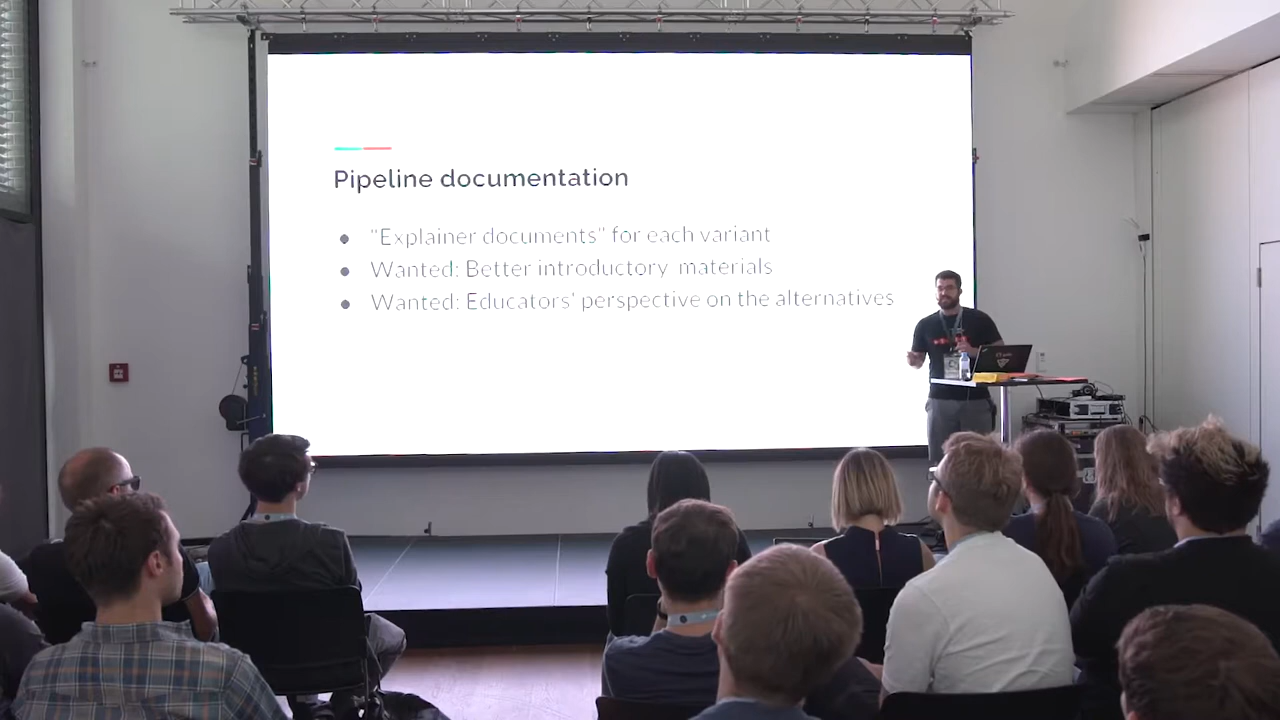 Pipeline documentation
● "Explainer documents" for each variant
● Wanted: Better introductory materials
● Wanted: Educators' perspective on the alternatives